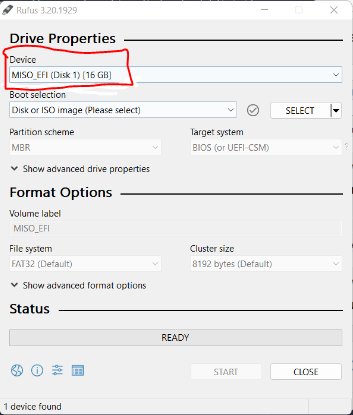 Rufus 3.20.1929
Drive Properties
Device
MISO_EFI (Disk 1) [16 GB]
Boot selection
Disk or ISO image (Please select)
SELECT
Partition scheme
Target system
MBR
BIOS (or UEFI-CSM)
?
Show advanced drive properties
Format Options
Volume label
MISO_EFI
File system
Cluster size
FAT32 (Default)
8192 bytes (Default)
Show advanced format options
Status
READY
START
CLOSE
1 device found